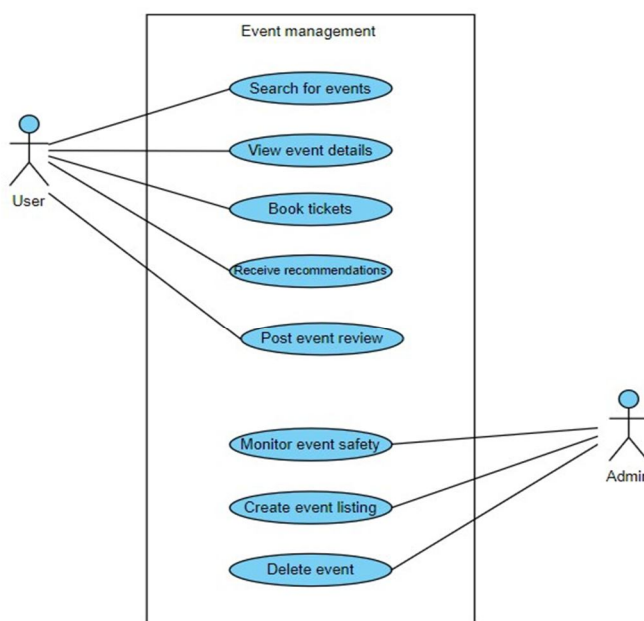 Event management
Search for events
View event details
User
Book tickets
Receive recommendations
Post event review
Monitor event safety
Admin
Create event listing
Delete event